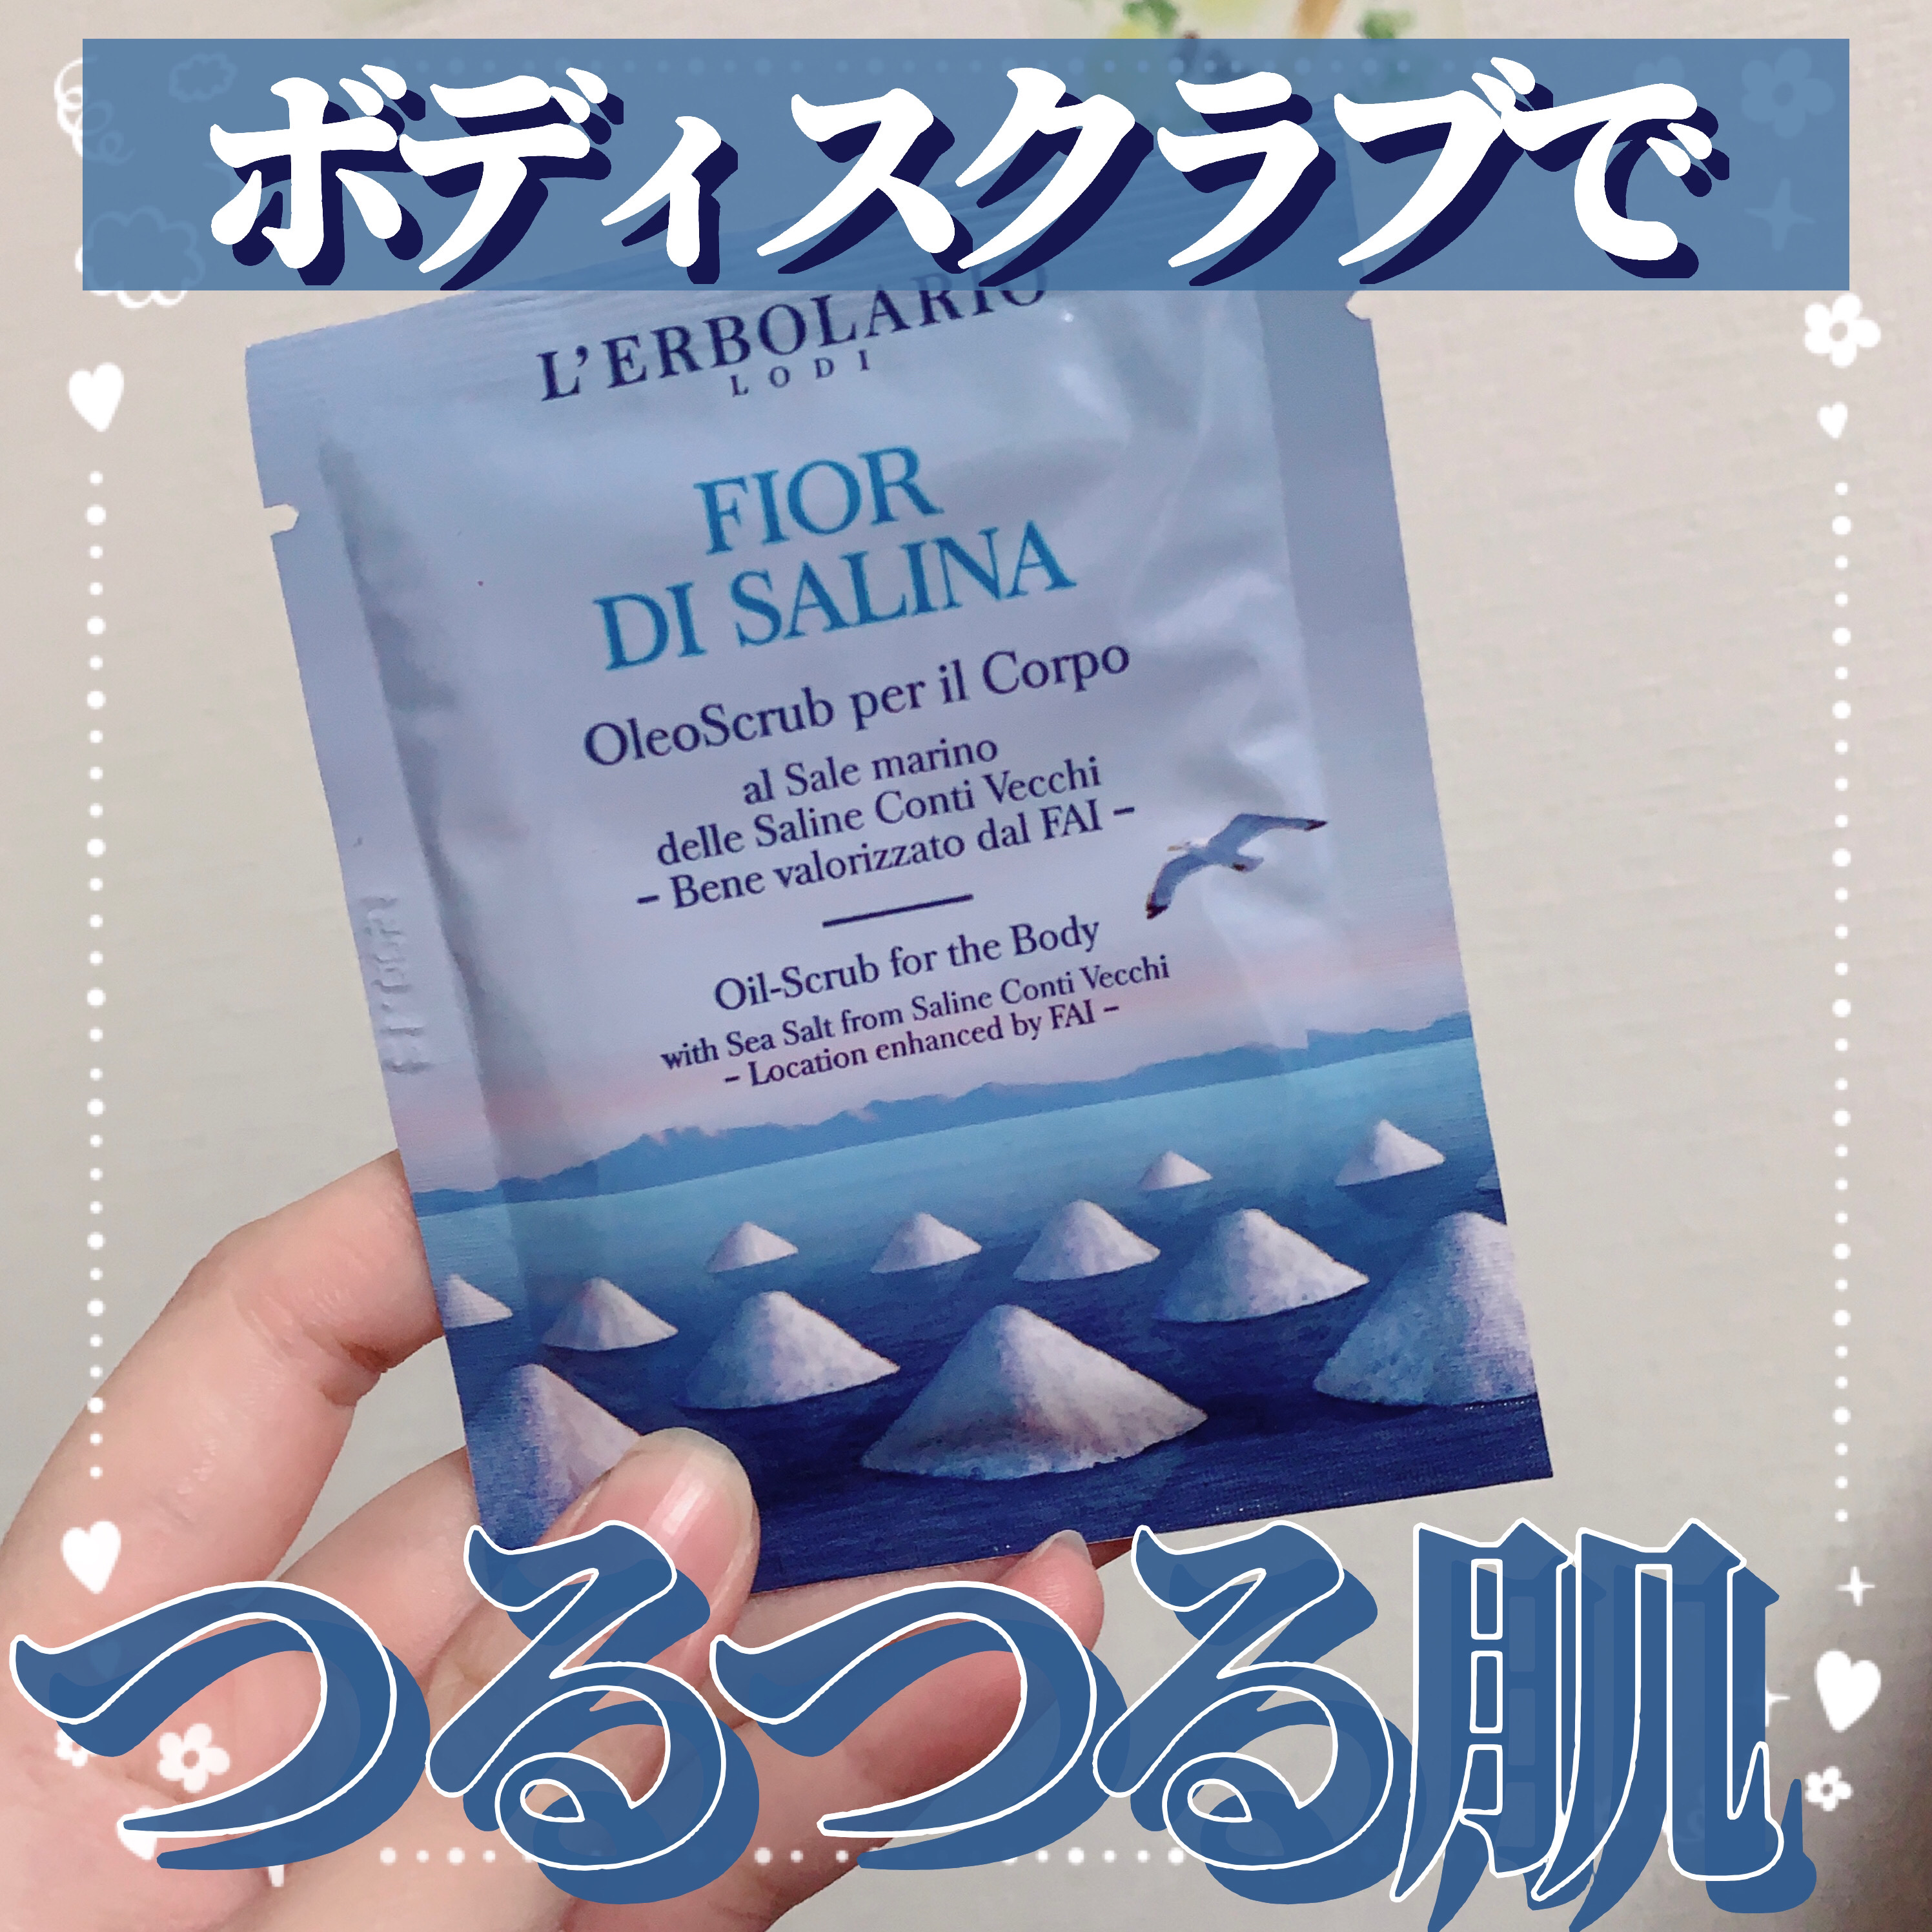 ボディスクラブで
L'ERBOLARIO
LODI
FIOR
DI SALINA
OleoScrub per il Corpo
al Sale marino
delle Saline Conti Vecchi
– Bene valorizzato dal FAI –
Oil-Scrub for the Body
with Sea Salt from Saline Conti Vecchi
– Location enhanced by FAI –
つるつる肌